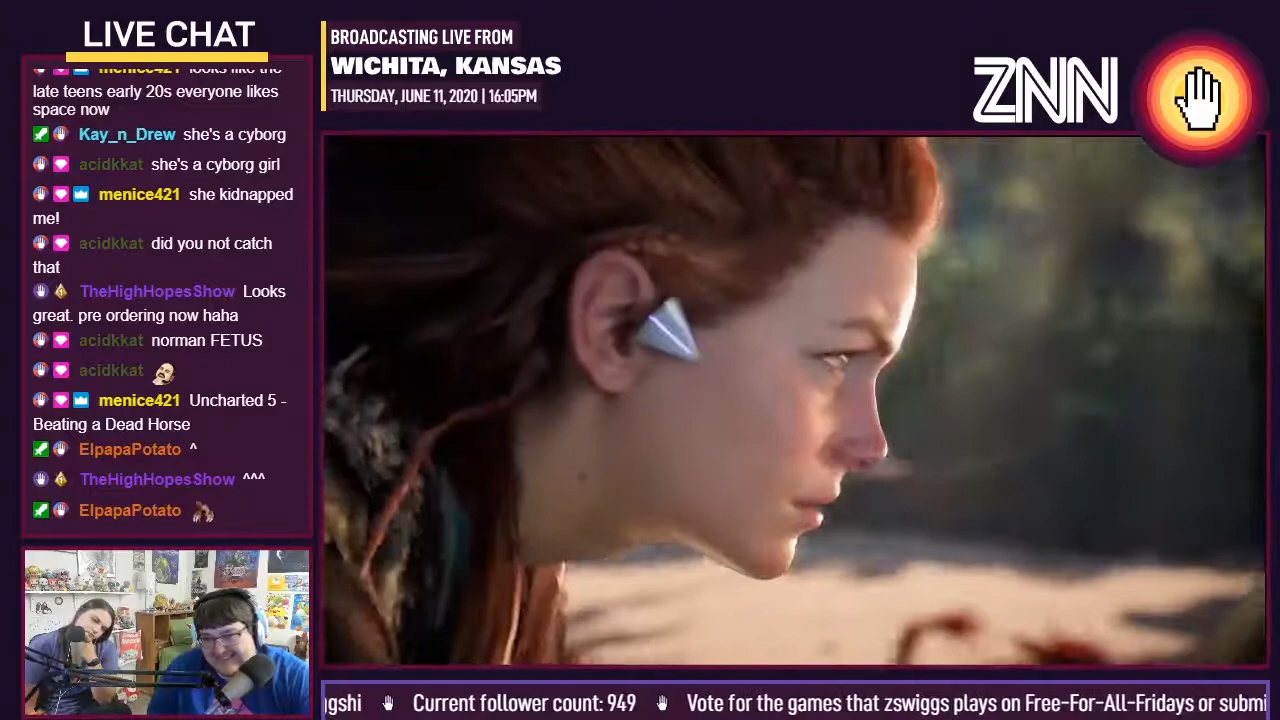 LIVE CHAT
menice421 looks like the
late teens early 20s everyone likes
space now
Kay_n_Drew she's a cyborg
acidkkat she's a cyborg girl
menice421 she kidnapped
me!
acidkkat did you not catch
that
TheHighHopesShow Looks
great. pre ordering now haha
acidkkat norman FETUS
acidkkat
menice421 Uncharted 5 -
Beating a Dead Horse
ElpapaPotato ^
TheHighHopesShow ^^^
ElpapaPotato
BROADCASTING LIVE FROM
WICHITA, KANSAS
THURSDAY, JUNE 11, 2020 | 16:05PM
ZNN
gshi Current follower count: 949 Vote for the games that zswiggs plays on Free-For-All-Fridays or submi